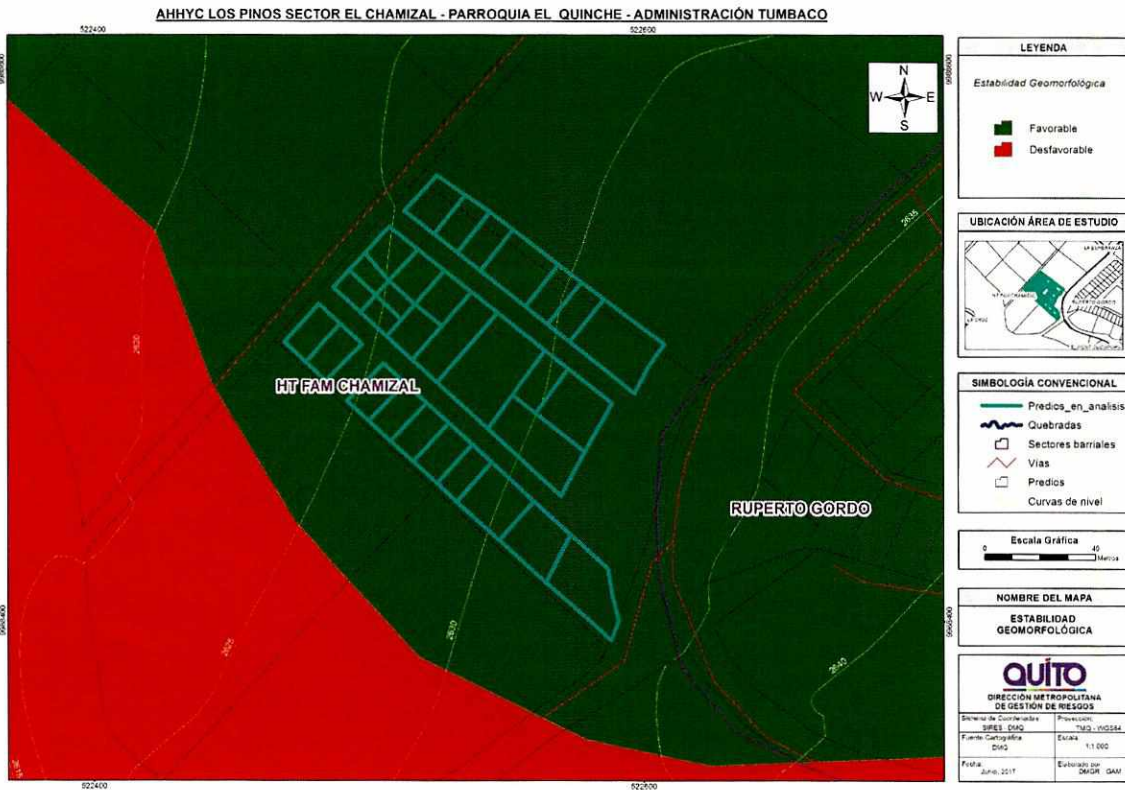 AHHYC LOS PINOS SECTOR EL CHAMIZAL - PARROQUIA EL QUINCHE - ADMINISTRACIÓN TUMBACO
522400
N
W E
S
2620
2635
HT FAM CHAMIZAL
RUPERTO GORDO
2625
2630
2640
2615
522400
LEYENDA
Estabilidad Geomorfológica
Favorable
Desfavorable
UBICACIÓN ÁREA DE ESTUDIO
SIMBOLOGÍA CONVENCIONAL
Predios_en_analisis
Quebradas
Sectores barriales
Vías
Predios
Curvas de nivel
Escala Gráfica
0 40
Metros
NOMBRE DEL MAPA
ESTABILIDAD
GEOMORFOLÓGICA
QUITO
DIRECCIÓN METROPOLITANA
DE GESTIÓN DE RIESGOS
Sistema de Coordenadas Proyección:
SIRES - DMQ TMQ - WGS84
Fuente Cartográfica Escala:
DMQ 1:1.000
Fecha: Elaborado por
Junio, 2017 DMGR GAM